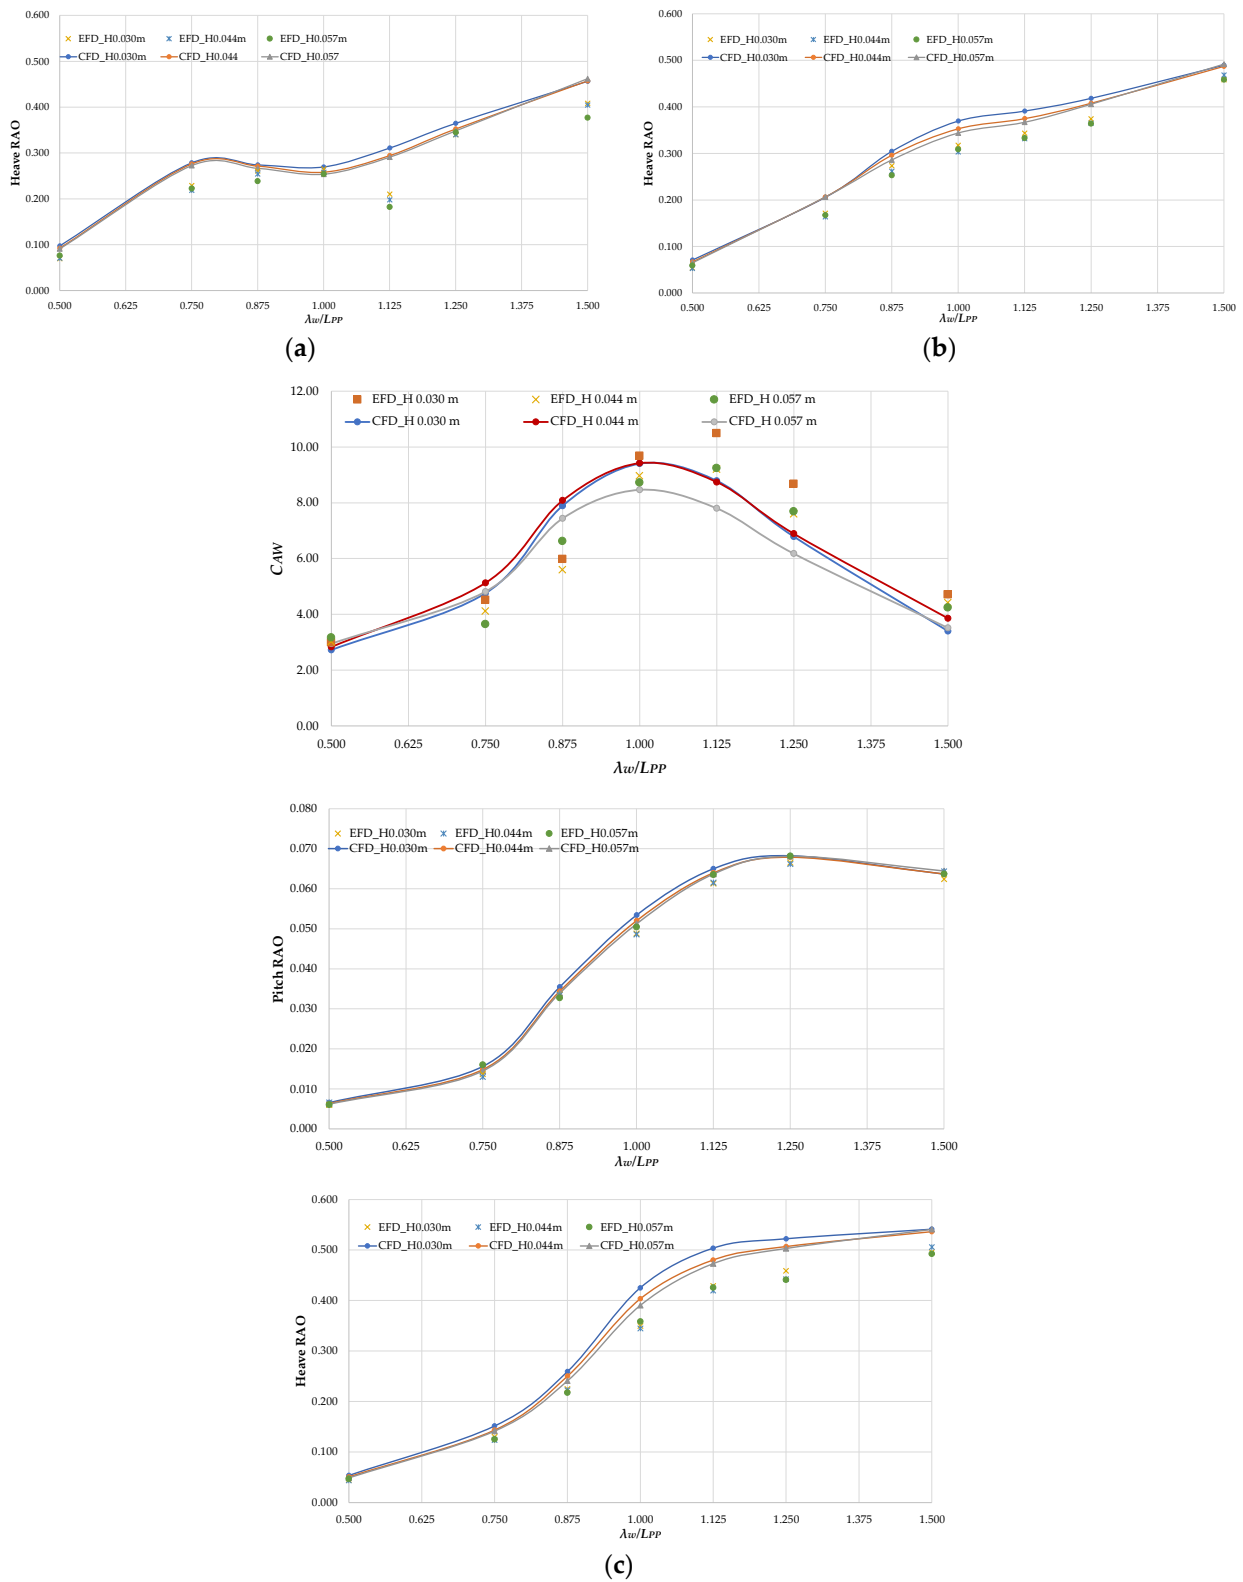 0.600
0.500
0.400
0.300
0.200
0.100
0.000
Heave RAO
EFD_H0.030m EFD_H0.044m EFD_H0.057m
CFD_H0.030m CFD_H0.044 CFD_H0.057
0.500 0.625 0.750 0.875 1.000 1.125 1.250 1.375 1.500
λw/LPP
(a)
0.600
0.500
0.400
0.300
0.200
0.100
0.000
Heave RAO
EFD_H0.030m EFD_H0.044m EFD_H0.057m
CFD_H0.030m CFD_H0.044m CFD_H0.057m
0.500 0.625 0.750 0.875 1.000 1.125 1.250 1.375 1.500
λw/LPP
(b)
12.00
10.00
8.00
6.00
4.00
2.00
0.00
CAW
EFD_H 0.030 m EFD_H 0.044 m EFD_H 0.057 m
CFD_H 0.030 m CFD_H 0.044 m CFD_H 0.057 m
0.500 0.625 0.750 0.875 1.000 1.125 1.250 1.375 1.500
λw/LPP
0.080
0.070
0.060
0.050
0.040
0.030
0.020
0.010
0.000
Pitch RAO
EFD_H0.030m EFD_H0.044m EFD_H0.057m
CFD_H0.030m CFD_H0.044m CFD_H0.057m
0.500 0.625 0.750 0.875 1.000 1.125 1.250 1.375 1.500
λw/LPP
0.600
0.500
0.400
0.300
0.200
0.100
0.000
Heave RAO
EFD_H0.030m EFD_H0.044m EFD_H0.057m
CFD_H0.030m CFD_H0.044m CFD_H0.057m
0.500 0.750 0.875 1.000 1.125 1.250 1.375 1.500
λw/LPP
(c)